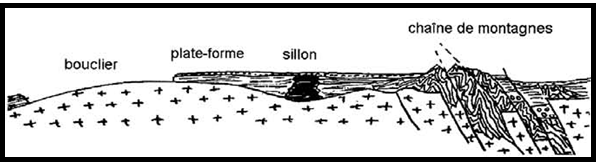 chaîne de montagnes
plate-forme sillon
bouclier